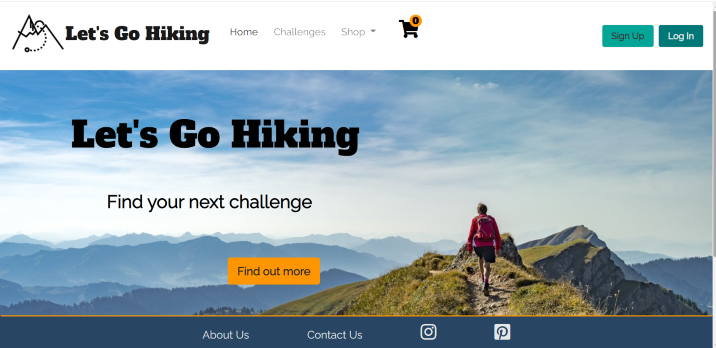 Let's Go Hiking Home Challenges Shop 0 Sign Up Log In
Let's Go Hiking
Find your next challenge
Find out more
About Us Contact Us